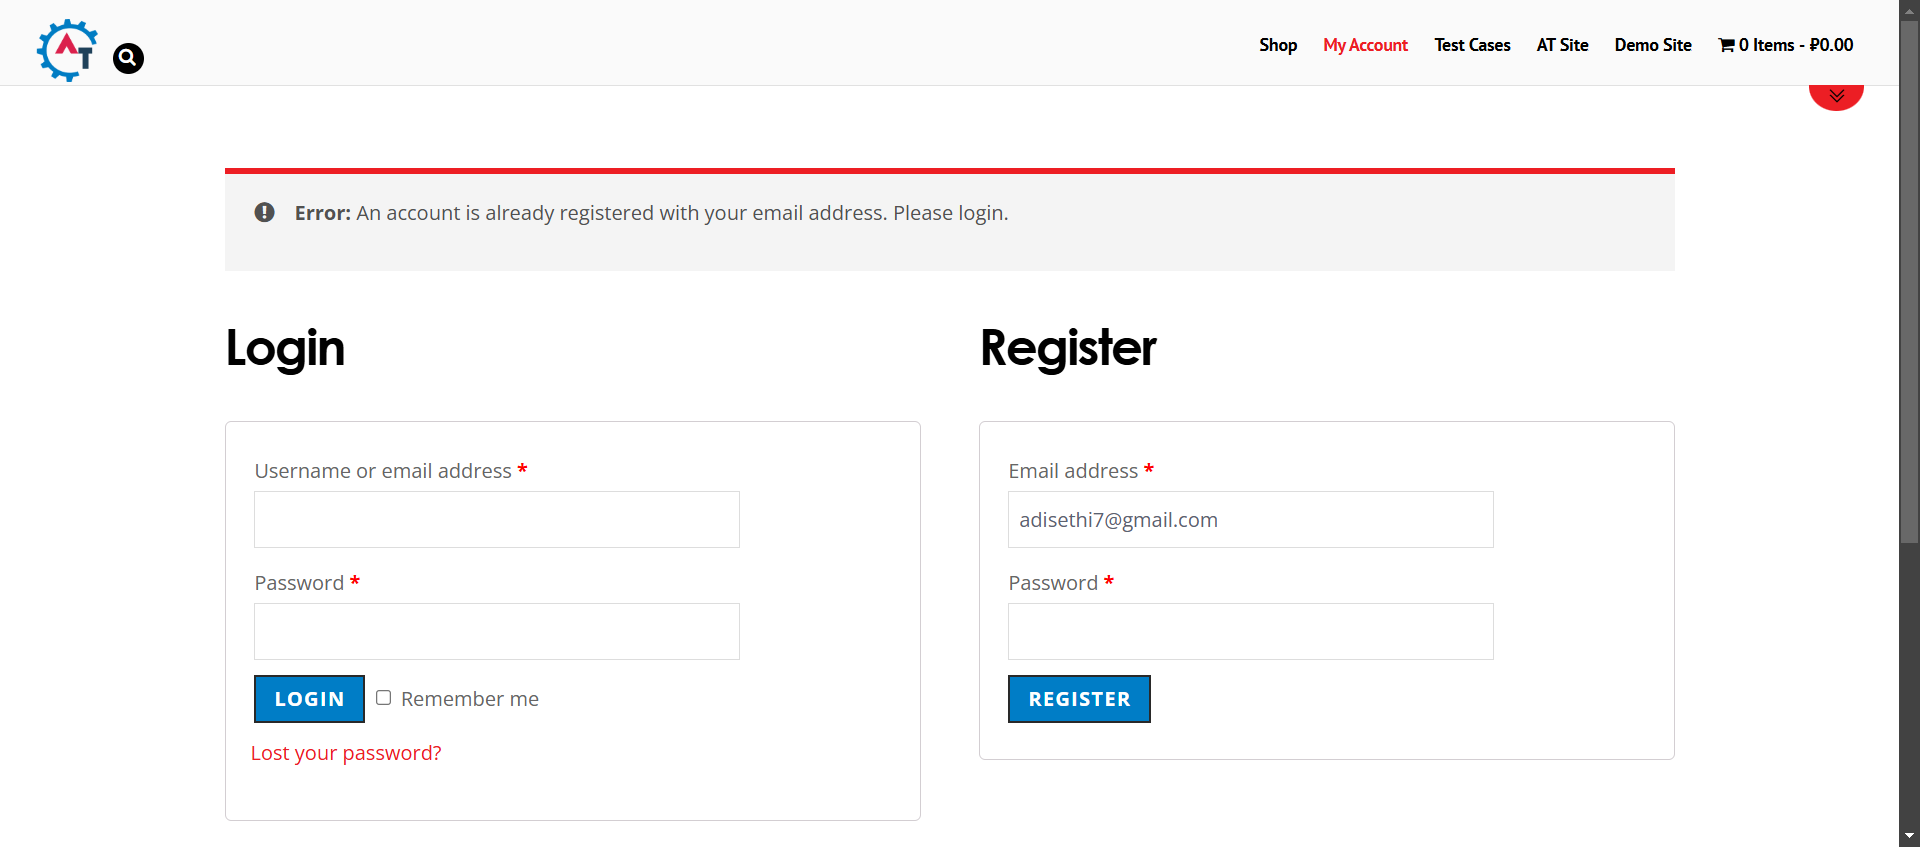 AT
Shop My Account Test Cases AT Site Demo Site 0 Items - ₽0.00
Error: An account is already registered with your email address. Please login.
Login
Register
Username or email address *
Password *
LOGIN Remember me
Lost your password?
Email address *
adisethi7@gmail.com
Password *
REGISTER